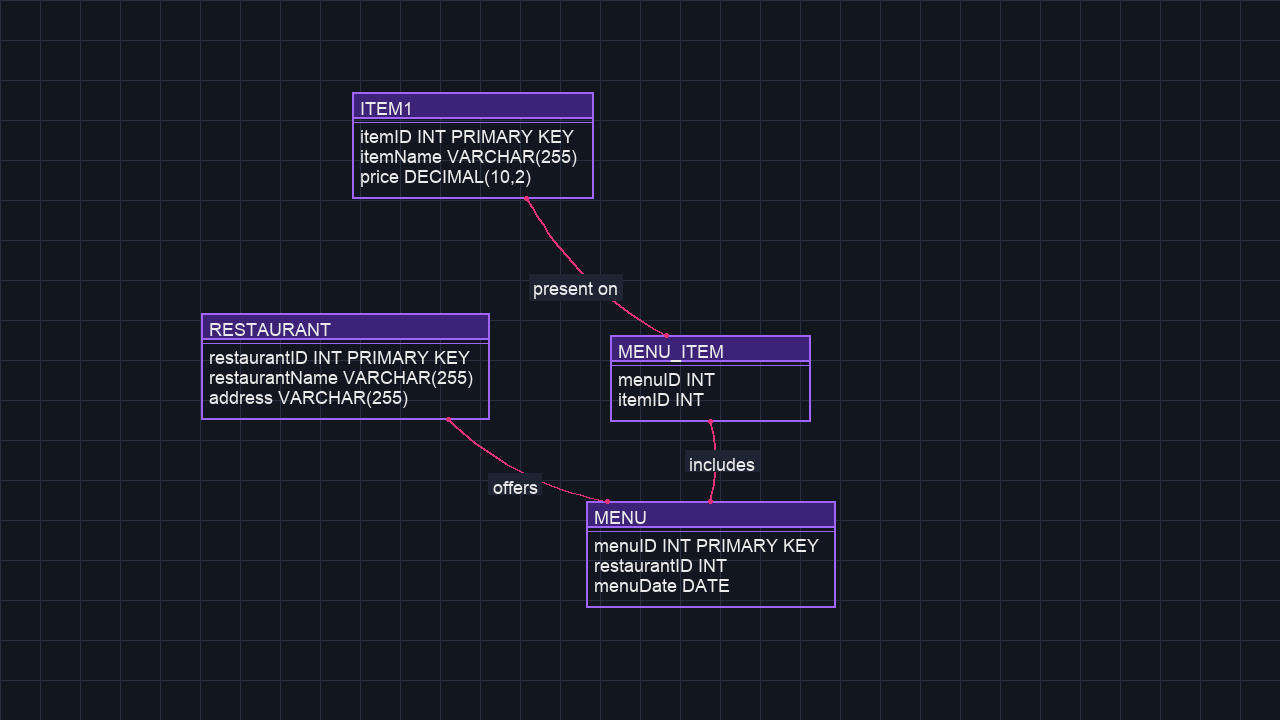 ITEM1
itemID INT PRIMARY KEY
itemName VARCHAR(255)
price DECIMAL(10,2)
present on
RESTAURANT
restaurantID INT PRIMARY KEY
restaurantName VARCHAR(255)
address VARCHAR(255)
MENU_ITEM
menuID INT
itemID INT
includes
offers
MENU
menuID INT PRIMARY KEY
restaurantID INT
menuDate DATE